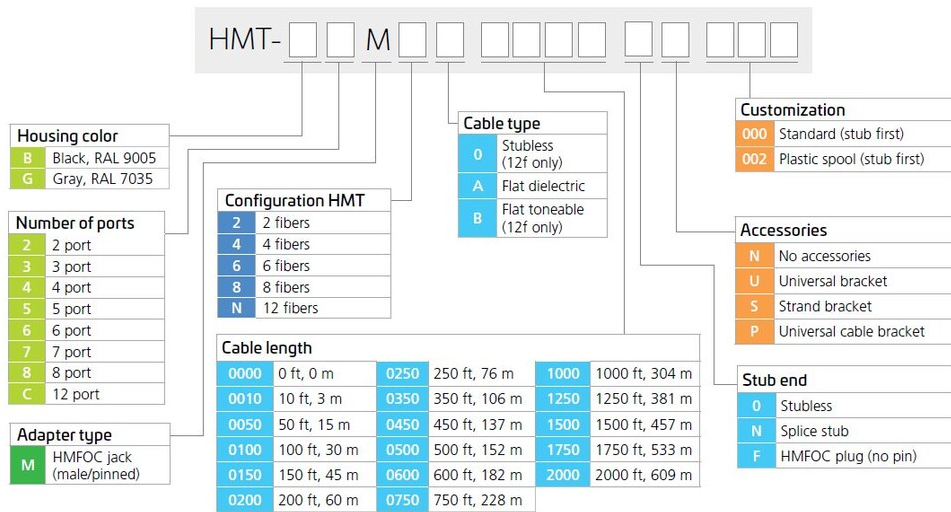 HMT- M
Housing color
B Black, RAL 9005
G Gray, RAL 7035
Number of ports
2 2 port
3 3 port
4 4 port
5 5 port
6 6 port
7 7 port
8 8 port
C 12 port
Adapter type
M HMFOC jack
(male/pinned)
Configuration HMT
2 2 fibers
4 4 fibers
6 6 fibers
8 8 fibers
N 12 fibers
Cable type
0 Stubless
(12f only)
A Flat dielectric
B Flat toneable
(12f only)
Cable length
0000 0 ft, 0 m 0250 250 ft, 76 m 1000 1000 ft, 304 m
0010 10 ft, 3 m 0350 350 ft, 106 m 1250 1250 ft, 381 m
0050 50 ft, 15 m 0450 450 ft, 137 m 1500 1500 ft, 457 m
0100 100 ft, 30 m 0500 500 ft, 152 m 1750 1750 ft, 533 m
0150 150 ft, 45 m 0600 600 ft, 182 m 2000 2000 ft, 609 m
0200 200 ft, 60 m 0750 750 ft, 228 m
Customization
000 Standard (stub first)
002 Plastic spool (stub first)
Accessories
N No accessories
U Universal bracket
S Strand bracket
P Universal cable bracket
Stub end
0 Stubless
N Splice stub
F HMFOC plug (no pin)